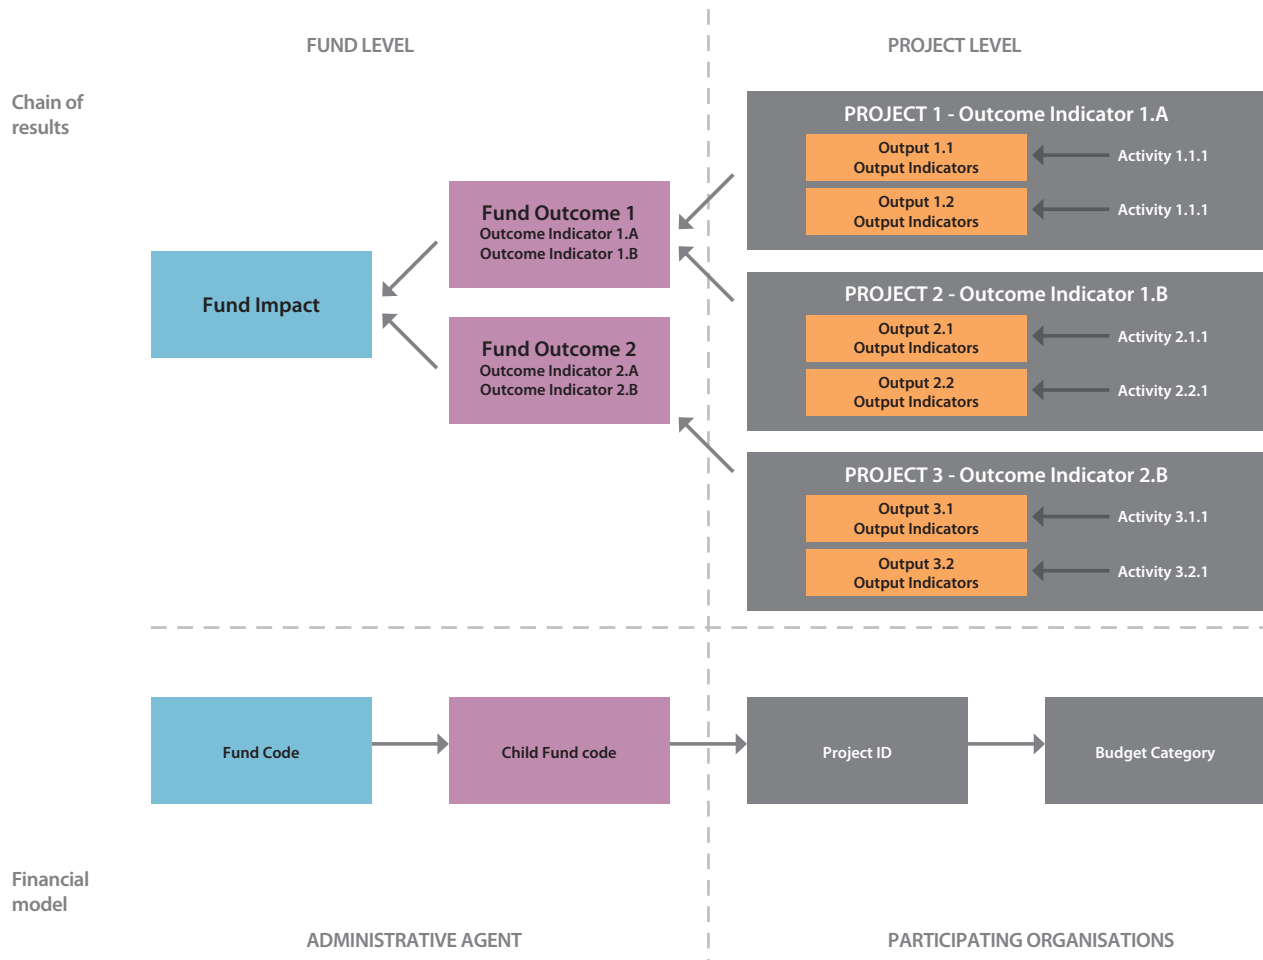 FUND LEVEL
PROJECT LEVEL
Chain of
results
PROJECT 1 - Outcome Indicator 1.A
Output 1.1
Output Indicators
Activity 1.1.1
Output 1.2
Output Indicators
Activity 1.1.1
Fund Outcome 1
Outcome Indicator 1.A
Outcome Indicator 1.B
Fund Impact
Fund Outcome 2
Outcome Indicator 2.A
Outcome Indicator 2.B
PROJECT 2 - Outcome Indicator 1.B
Output 2.1
Output Indicators
Activity 2.1.1
Output 2.2
Output Indicators
Activity 2.2.1
PROJECT 3 - Outcome Indicator 2.B
Output 3.1
Output Indicators
Activity 3.1.1
Output 3.2
Output Indicators
Activity 3.2.1
Fund Code
Child Fund code
Project ID
Budget Category
Financial
model
ADMINISTRATIVE AGENT
PARTICIPATING ORGANISATIONS